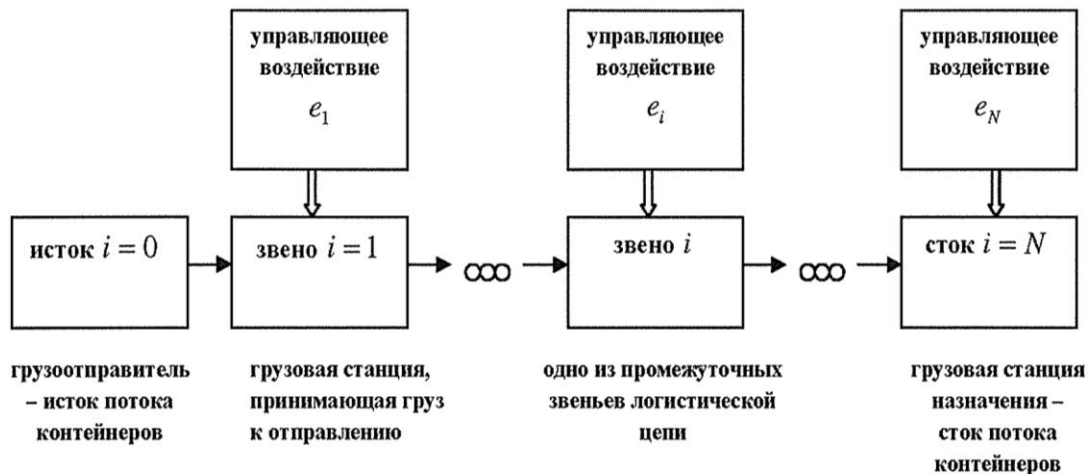 управляющее
воздействие
e₁
управляющее
воздействие
eᵢ
управляющее
воздействие
e_N
исток i = 0
звено i = 1
звено i
сток i = N
грузоотправитель
– исток потока
контейнеров
грузовая станция,
принимающая груз
к отправлению
одно из промежуточных
звеньев логистической
цепи
грузовая станция
назначения –
сток потока
контейнеров